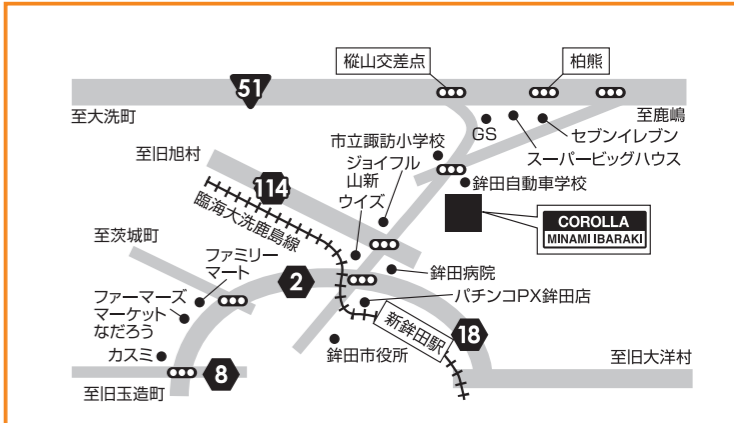 樅山交差点
柏熊
51
至大洗町
至鹿嶋
GS
セブンイレブン
スーパービッグハウス
市立諏訪小学校
ジョイフル
山新
ウイズ
至旧旭村
114
臨海大洗鹿島線
鉾田自動車学校
COROLLA
MINAMI IBARAKI
至茨城町
ファミリー
マート
2
鉾田病院
パチンコPX鉾田店
ファーマーズ
マーケット
なだろう
新鉾田駅
18
カスミ
鉾田市役所
8
至旧大洋村
至旧玉造町